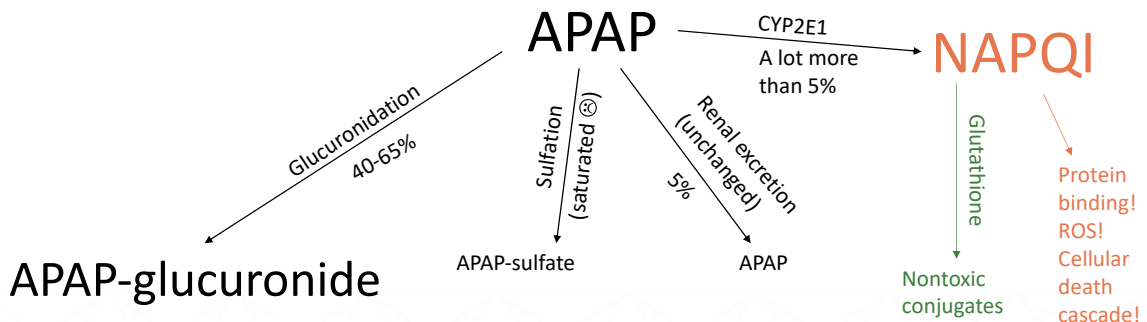 APAP
CYP2E1
A lot more
than 5%
NAPQI
Glucuronidation
40-65%
Sulfation
(saturated ☹)
Renal excretion
(unchanged)
5%
Glutathione
Protein
binding!
ROS!
Cellular
death
cascade!
APAP-glucuronide
APAP-sulfate
APAP
Nontoxic
conjugates